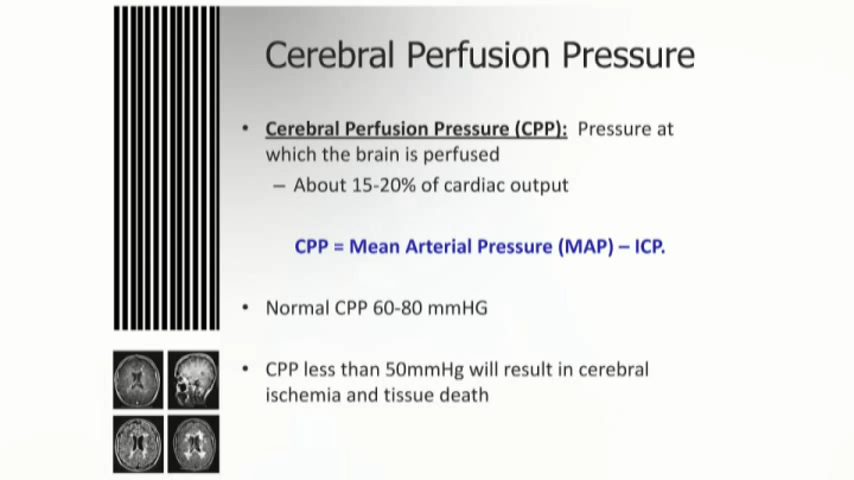 Cerebral Perfusion Pressure
• Cerebral Perfusion Pressure (CPP): Pressure at
which the brain is perfused
– About 15-20% of cardiac output
CPP = Mean Arterial Pressure (MAP) – ICP.
• Normal CPP 60-80 mmHG
• CPP less than 50mmHg will result in cerebral
ischemia and tissue death